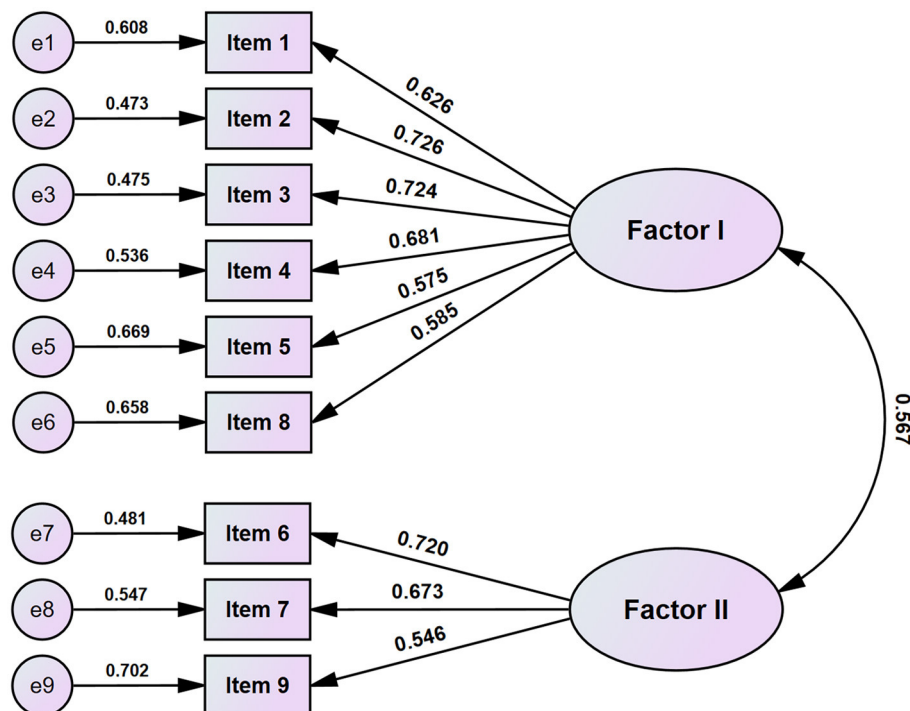 e1 0.608 Item 1
0.626
e2 0.473 Item 2
0.726
e3 0.475 Item 3
0.724
Factor I
e4 0.536 Item 4
0.681
e5 0.669 Item 5
0.575
e6 0.658 Item 8
0.585
0.567
e7 0.481 Item 6
0.720
e8 0.547 Item 7
0.673
Factor II
e9 0.702 Item 9
0.546